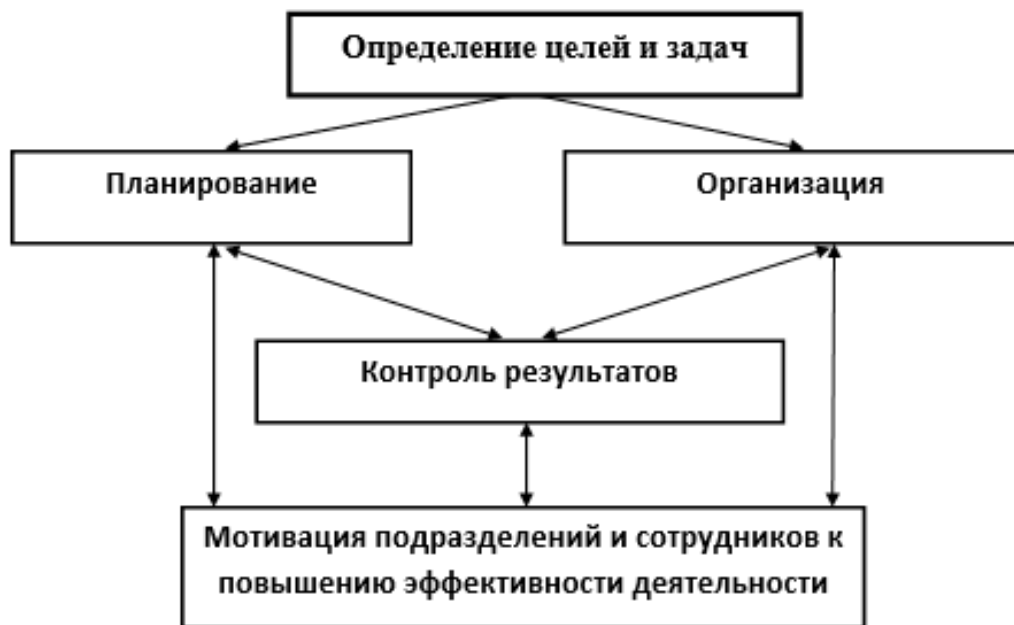 Определение целей и задач
Планирование
Организация
Контроль результатов
Мотивация подразделений и сотрудников к
повышению эффективности деятельности